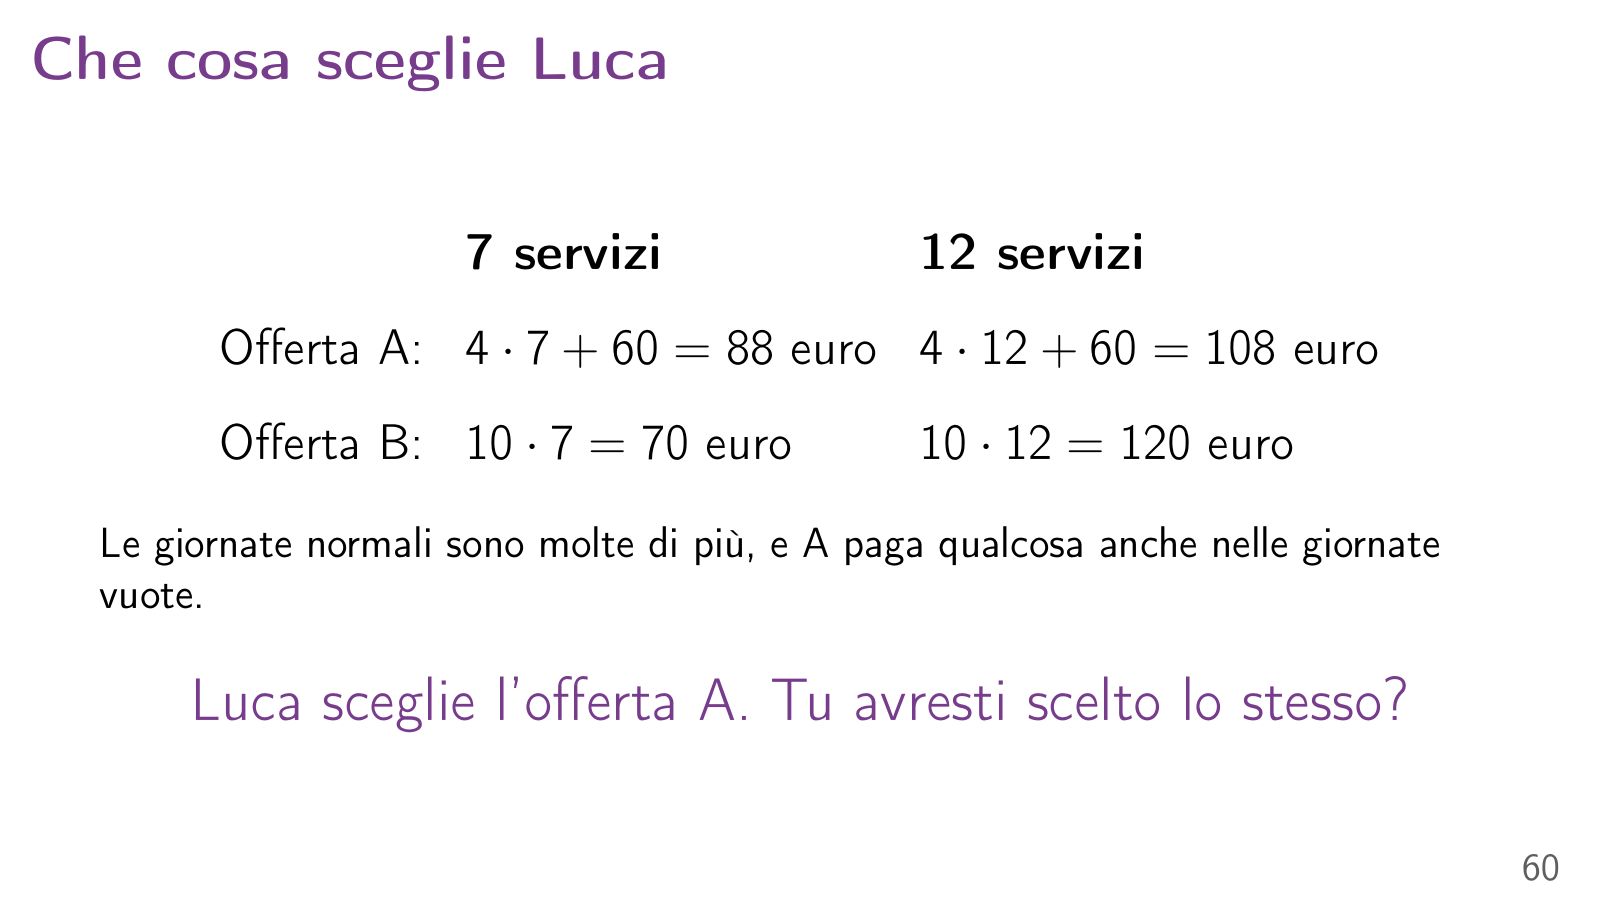 Che cosa sceglie Luca
7 servizi 12 servizi
Offerta A: 4 · 7 + 60 = 88 euro 4 · 12 + 60 = 108 euro
Offerta B: 10 · 7 = 70 euro 10 · 12 = 120 euro
Le giornate normali sono molte di più, e A paga qualcosa anche nelle giornate
vuote.
Luca sceglie l'offerta A. Tu avresti scelto lo stesso?
60